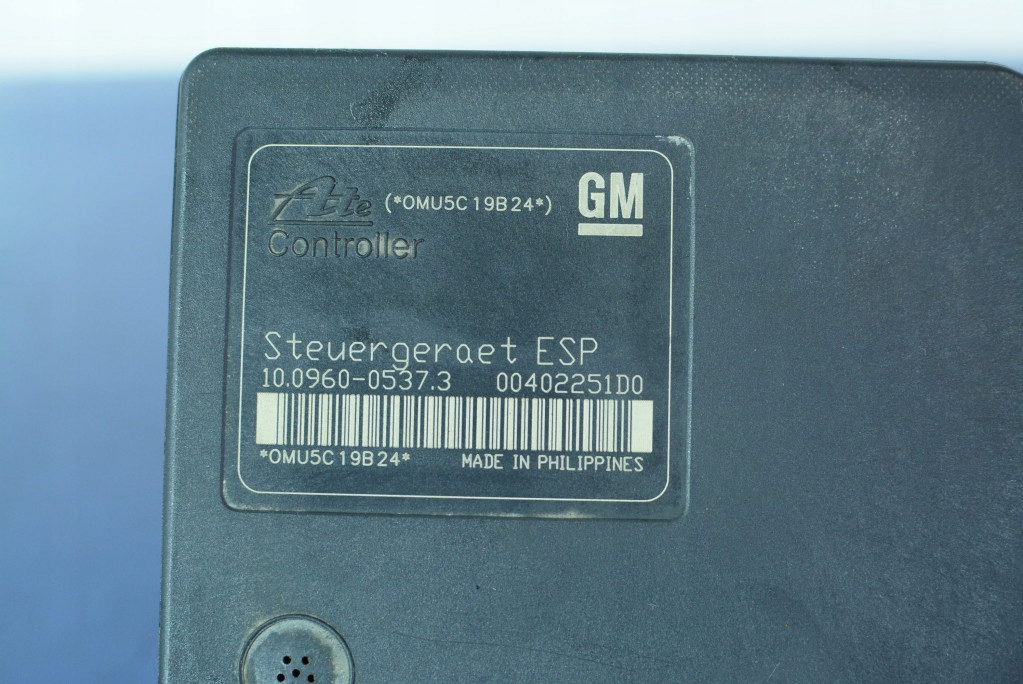 Ate (*OMU5C19B24*) GM
Controller
Steuergeraet ESP
10.0960-0537.3 00402251D0
*OMU5C19B24* MADE IN PHILIPPINES